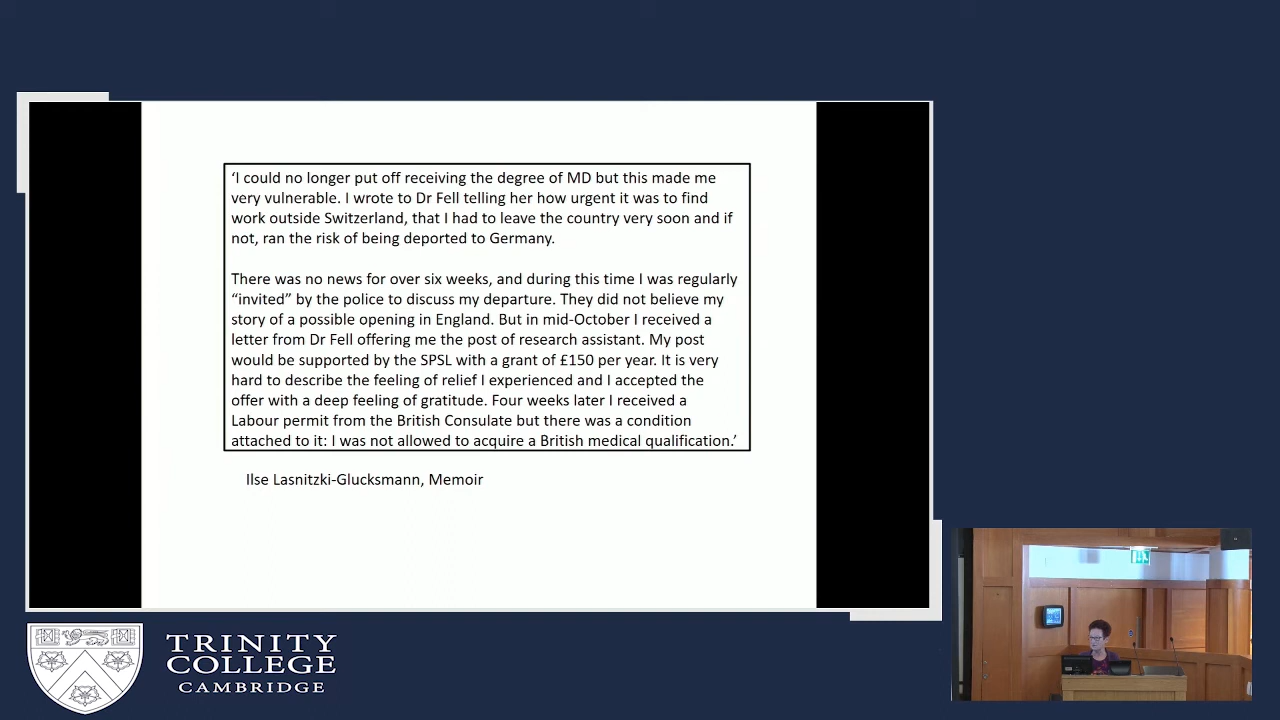 ‘I could no longer put off receiving the degree of MD but this made me
very vulnerable. I wrote to Dr Fell telling her how urgent it was to find
work outside Switzerland, that I had to leave the country very soon and if
not, ran the risk of being deported to Germany.
There was no news for over six weeks, and during this time I was regularly
“invited” by the police to discuss my departure. They did not believe my
story of a possible opening in England. But in mid-October I received a
letter from Dr Fell offering me the post of research assistant. My post
would be supported by the SPSL with a grant of £150 per year. It is very
hard to describe the feeling of relief I experienced and I accepted the
offer with a deep feeling of gratitude. Four weeks later I received a
Labour permit from the British Consulate but there was a condition
attached to it: I was not allowed to acquire a British medical qualification.’
Ilse Lasnitzki-Glucksmann, Memoir
TRINITY
COLLEGE
CAMBRIDGE